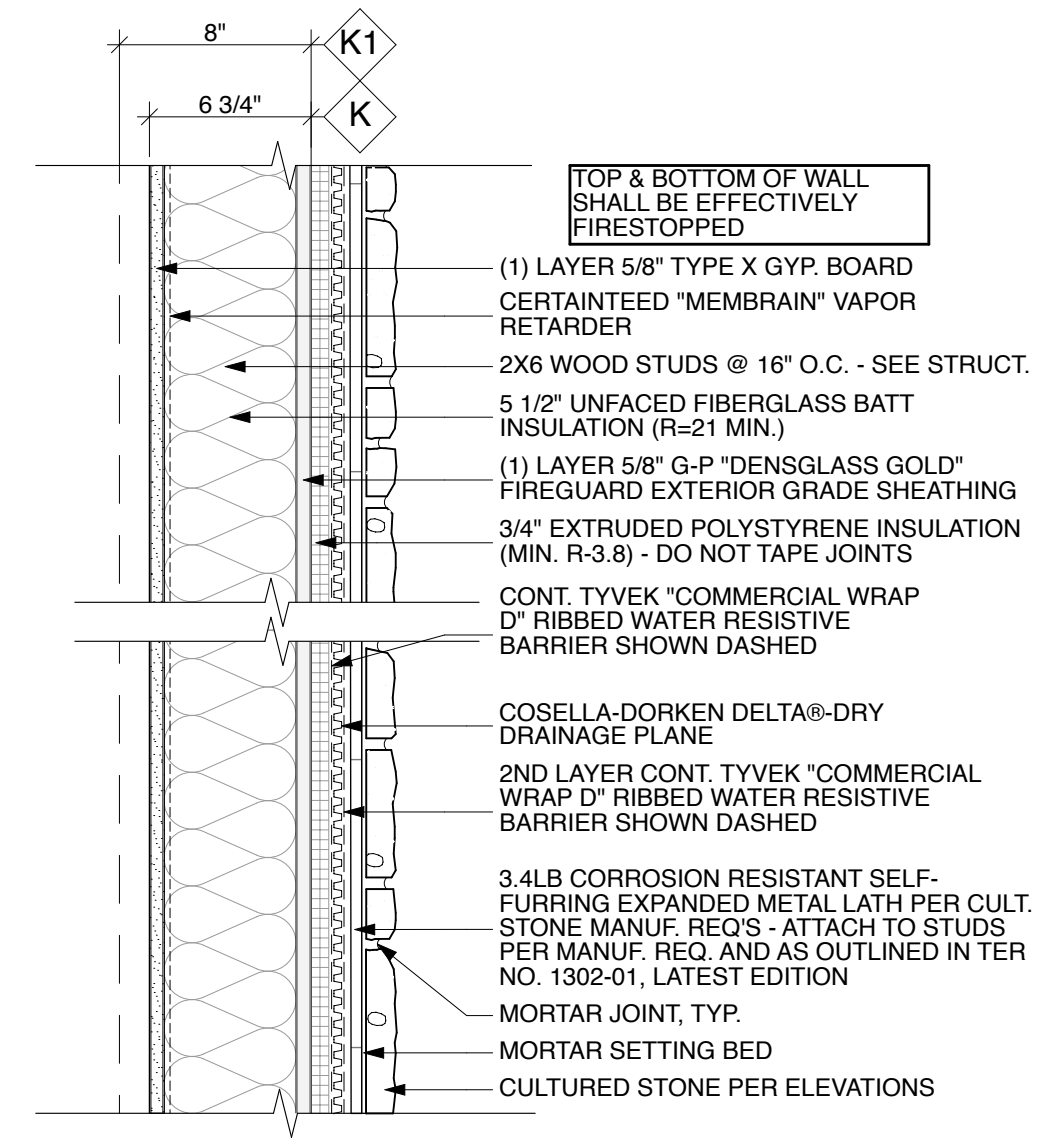 8"
K1
6 3/4"
K
TOP & BOTTOM OF WALL
SHALL BE EFFECTIVELY
FIRESTOPPED
(1) LAYER 5/8" TYPE X GYP. BOARD
CERTAINTEED "MEMBRAIN" VAPOR
RETARDER
2X6 WOOD STUDS @ 16" O.C. - SEE STRUCT.
5 1/2" UNFACED FIBERGLASS BATT
INSULATION (R=21 MIN.)
(1) LAYER 5/8" G-P "DENSGLASS GOLD"
FIREGUARD EXTERIOR GRADE SHEATHING
3/4" EXTRUDED POLYSTYRENE INSULATION
(MIN. R-3.8) - DO NOT TAPE JOINTS
CONT. TYVEK "COMMERCIAL WRAP
D" RIBBED WATER RESISTIVE
BARRIER SHOWN DASHED
COSELLA-DORKEN DELTA®-DRY
DRAINAGE PLANE
2ND LAYER CONT. TYVEK "COMMERCIAL
WRAP D" RIBBED WATER RESISTIVE
BARRIER SHOWN DASHED
3.4LB CORROSION RESISTANT SELF-
FURRING EXPANDED METAL LATH PER CULT.
STONE MANUF. REQ'S - ATTACH TO STUDS
PER MANUF. REQ. AND AS OUTLINED IN TER
NO. 1302-01, LATEST EDITION
MORTAR JOINT, TYP.
MORTAR SETTING BED
CULTURED STONE PER ELEVATIONS